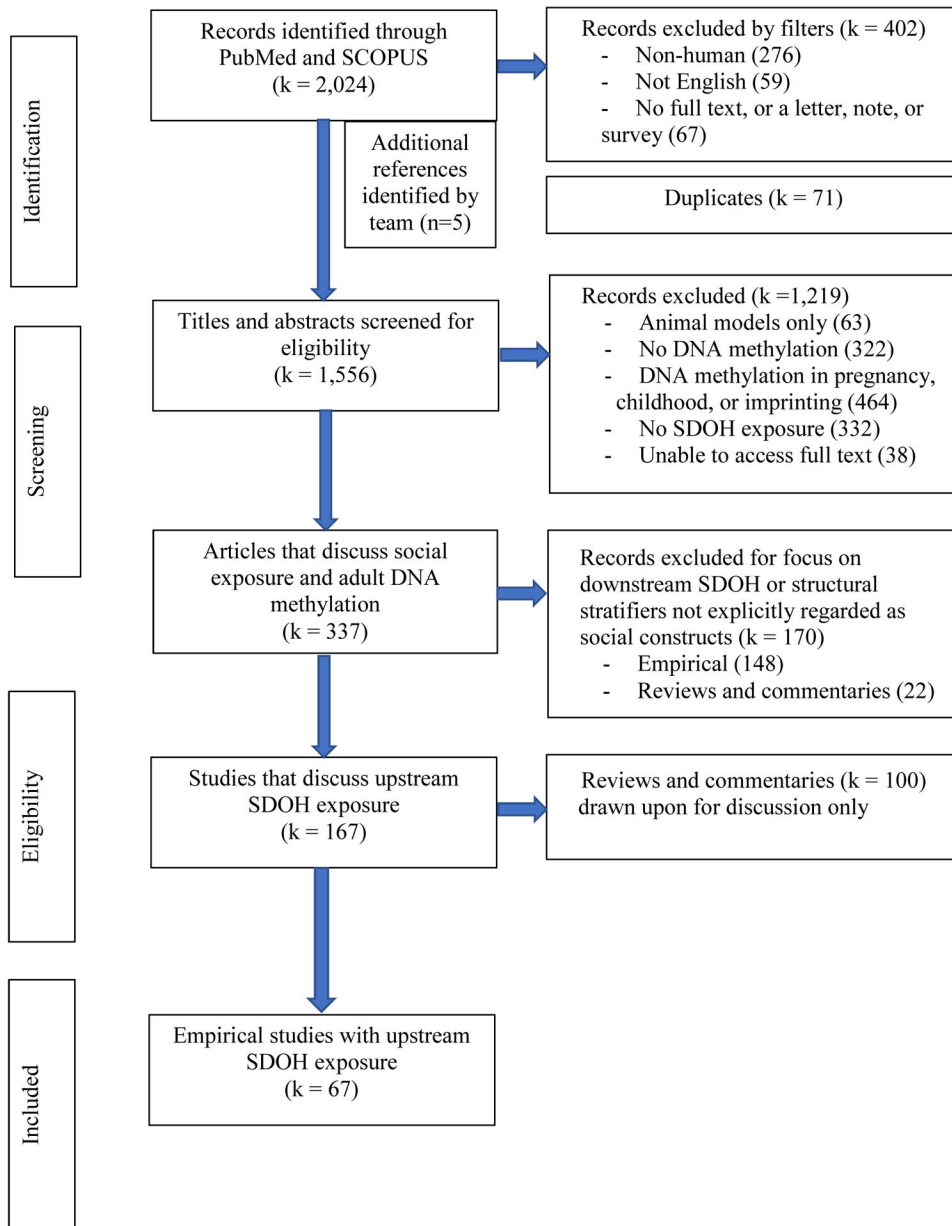 Identification
Records identified through
PubMed and SCOPUS
(k = 2,024)
Records excluded by filters (k = 402)
- Non-human (276)
- Not English (59)
- No full text, or a letter, note, or
survey (67)
Additional
references
identified by
team (n=5)
Duplicates (k = 71)
Screening
Titles and abstracts screened for
eligibility
(k = 1,556)
Records excluded (k =1,219)
- Animal models only (63)
- No DNA methylation (322)
- DNA methylation in pregnancy,
childhood, or imprinting (464)
- No SDOH exposure (332)
- Unable to access full text (38)
Articles that discuss social
exposure and adult DNA
methylation
(k = 337)
Records excluded for focus on
downstream SDOH or structural
stratifiers not explicitly regarded as
social constructs (k = 170)
- Empirical (148)
- Reviews and commentaries (22)
Eligibility
Studies that discuss upstream
SDOH exposure
(k = 167)
Reviews and commentaries (k = 100)
drawn upon for discussion only
Included
Empirical studies with upstream
SDOH exposure
(k = 67)